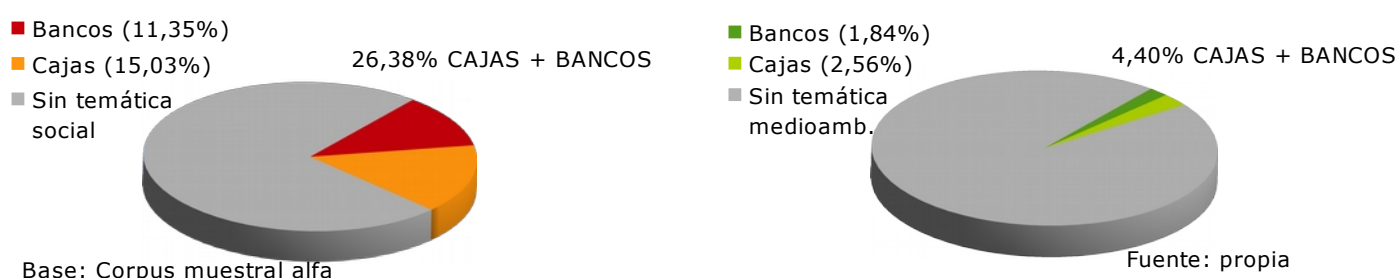 Bancos (11,35%)
Cajas (15,03%)
Sin temática
social
26,38% CAJAS + BANCOS
Base: Corpus muestral alfa
Bancos (1,84%)
Cajas (2,56%)
Sin temática
medioamb.
4,40% CAJAS + BANCOS
Fuente: propia